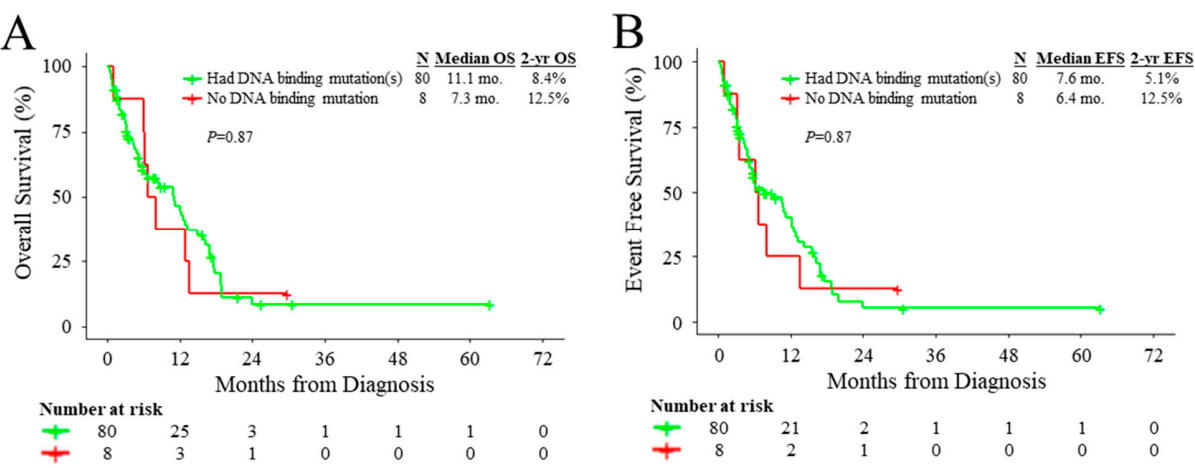 A
N Median OS 2-yr OS
Had DNA binding mutation(s) 80 11.1 mo. 8.4%
No DNA binding mutation 8 7.3 mo. 12.5%
P=0.87
Overall Survival (%)
100
75
50
25
0
0 12 24 36 48 60 72
Months from Diagnosis
Number at risk
80 25 3 1 1 1 0
8 3 1 0 0 0 0
B
N Median EFS 2-yr EFS
Had DNA binding mutation(s) 80 7.6 mo. 5.1%
No DNA binding mutation 8 6.4 mo. 12.5%
P=0.87
Event Free Survival (%)
100
75
50
25
0
0 12 24 36 48 60 72
Months from Diagnosis
Number at risk
80 21 2 1 1 1 0
8 2 1 0 0 0 0